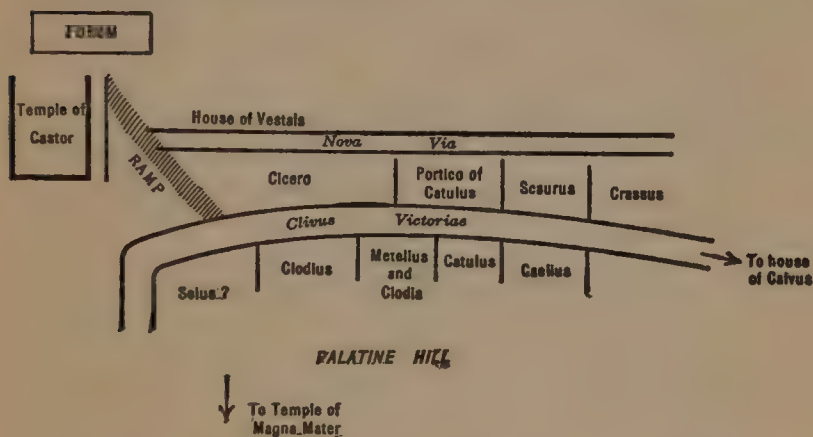 FORUM
Temple of
Castor
House of Vestals
Nova Via
RAMP
Cicero
Portico of
Catulus
Scaurus
Crassus
Clivus Victoriae
Seius?
Clodius
Metellus
and
Clodia
Catulus
Caelius
To house
of Calvus
PALATINE HILL
To Temple of
Magna Mater